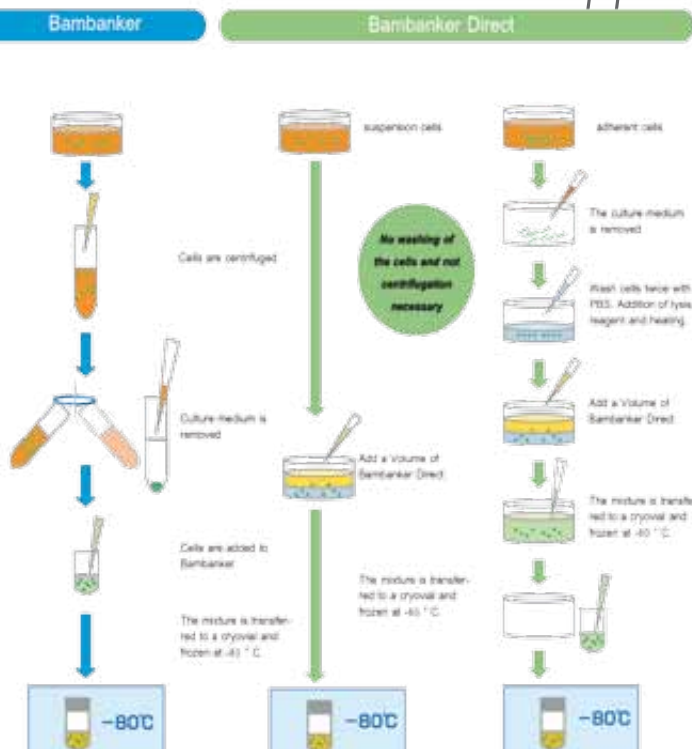 Bambanker
Bambanker Direct
suspension cells
adherent cells
No washing of
the cells and not
centrifugation
necessary
Cells are centrifuged
Culture medium is
removed
Cells are added to
Bambanker
The mixture is transfer-
red to a cryovial and
frozen at
° C
Add a Volume of
Bambanker Direct
The mixture is transfer-
red to a cryovial and
frozen at
° C
The culture medium
is removed
Wash cells twice with
PBS. Addition of lysis
reagent and heating.
Add a Volume of
Bambanker Direct
The mixture is transfe
red to a cryovial and
frozen at
° C
-80℃
-80℃
-80℃